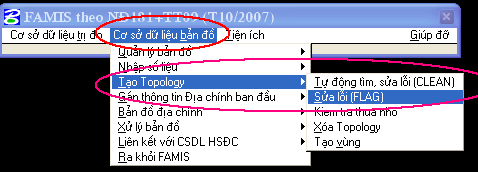 FAMIS theo NĐ181+TT09 (T10/2007)
Cơ sở dữ liệu trị đo Cơ sở dữ liệu bản đồ Tiện ích Giúp đỡ
Quản lý bản đồ
Nhập số liệu
Tạo Topology
Gán thông tin Địa chính ban đầu
Bản đồ địa chính
Xử lý bản đồ
Liên kết với CSDL HSĐC
Ra khỏi FAMIS
Tự động tìm, sửa lỗi (CLEAN)
Sửa lỗi (FLAG)
Kiểm tra thửa nhỏ
Xóa Topology
Tạo vùng